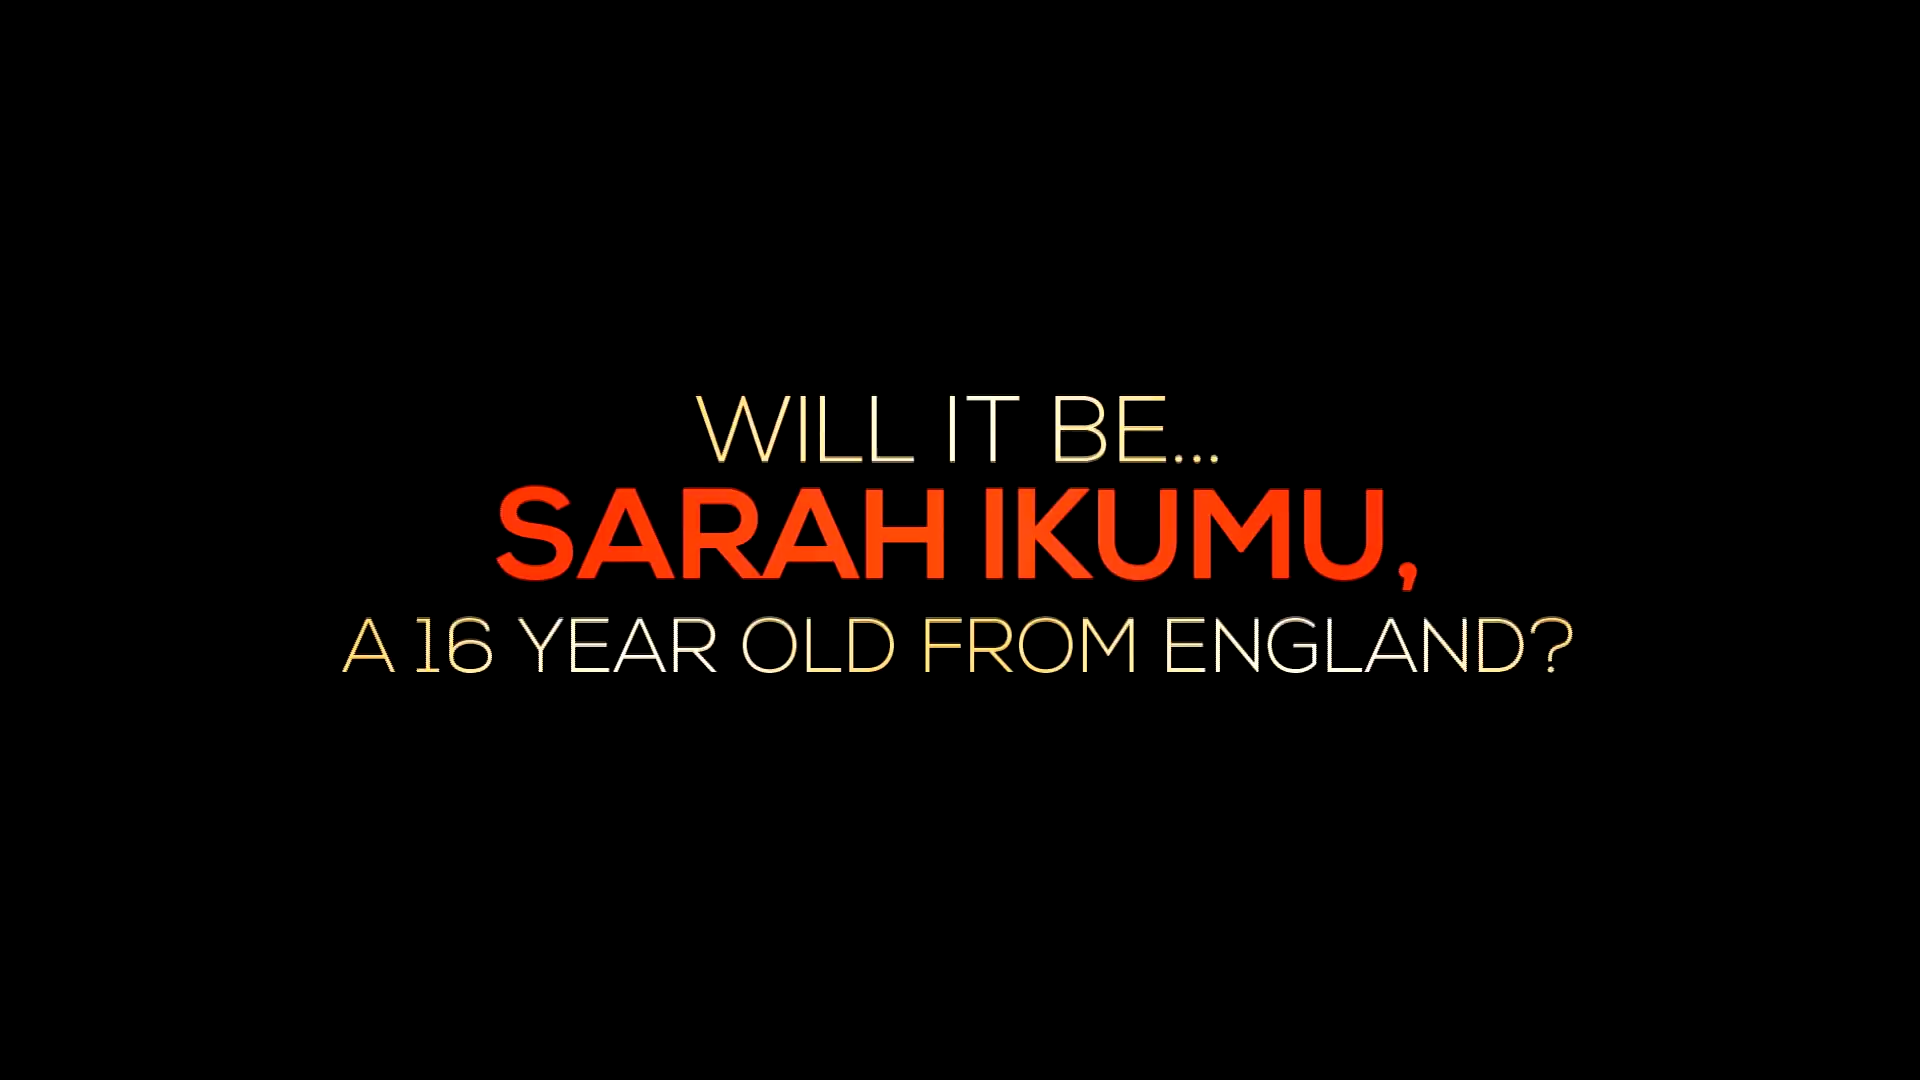 WILL IT BE...
SARAH IKUMU,
A 16 YEAR OLD FROM ENGLAND?